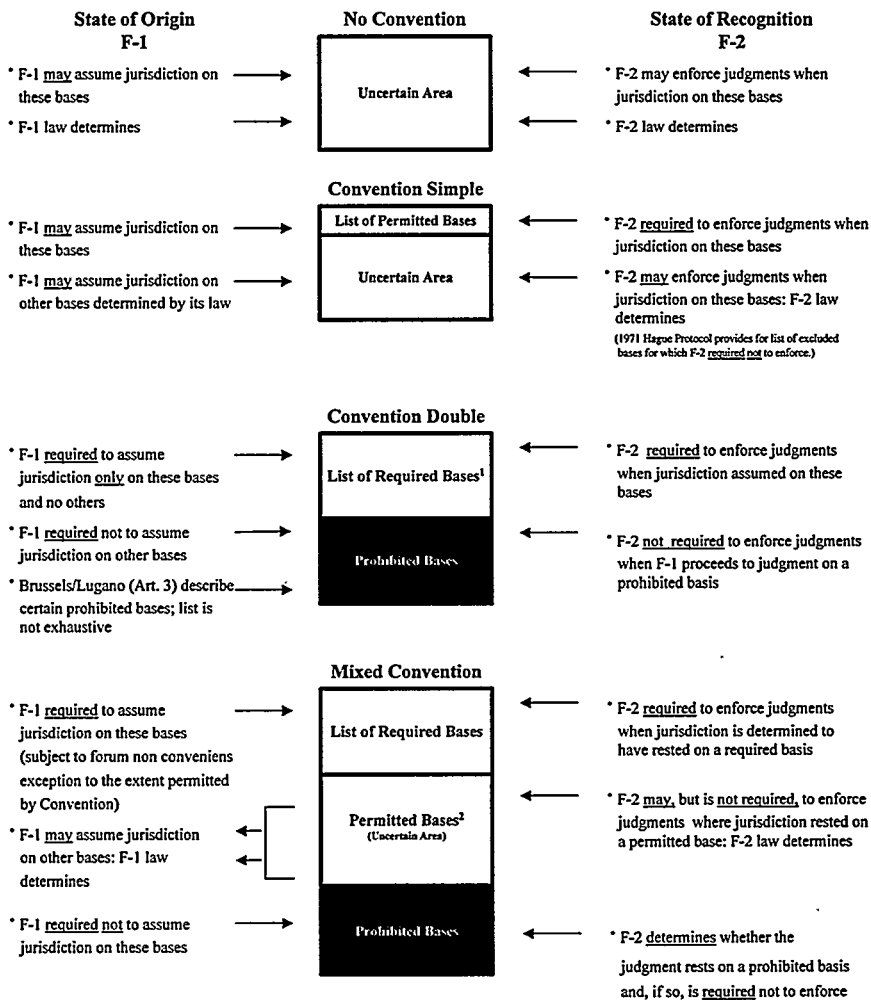 State of Origin
F-1
No Convention
State of Recognition
F-2
* F-1 may assume jurisdiction on
these bases
* F-1 law determines
Uncertain Area
* F-2 may enforce judgments when
jurisdiction on these bases
* F-2 law determines
Convention Simple
* F-1 may assume jurisdiction on
these bases
* F-1 may assume jurisdiction on
other bases determined by its law
List of Permitted Bases
Uncertain Area
* F-2 required to enforce judgments when
jurisdiction on these bases
* F-2 may enforce judgments when
jurisdiction on these bases: F-2 law
determines
(1971 Hague Protocol provides for list of excluded
bases for which F-2 required not to enforce.)
Convention Double
* F-1 required to assume
jurisdiction only on these bases
and no others
* F-1 required not to assume
jurisdiction on other bases
* Brussels/Lugano (Art. 3) describe
certain prohibited bases; list is
not exhaustive
List of Required Bases¹
Prohibited Bases
* F-2 required to enforce judgments
when jurisdiction assumed on these
bases
* F-2 not required to enforce judgments
when F-1 proceeds to judgment on a
prohibited basis
Mixed Convention
* F-1 required to assume
jurisdiction on these bases
(subject to forum non conveniens
exception to the extent permitted
by Convention)
* F-1 may assume jurisdiction
on other bases: F-1 law
determines
* F-1 required not to assume
jurisdiction on these bases
List of Required Bases
Permitted Bases²
(Uncertain Area)
Prohibited Bases
* F-2 required to enforce judgments
when jurisdiction is determined to
have rested on a required basis
* F-2 may, but is not required, to enforce
judgments where jurisdiction rested on
a permitted base: F-2 law determines
* F-2 determines whether the
judgment rests on a prohibited basis
and, if so, is required not to enforce